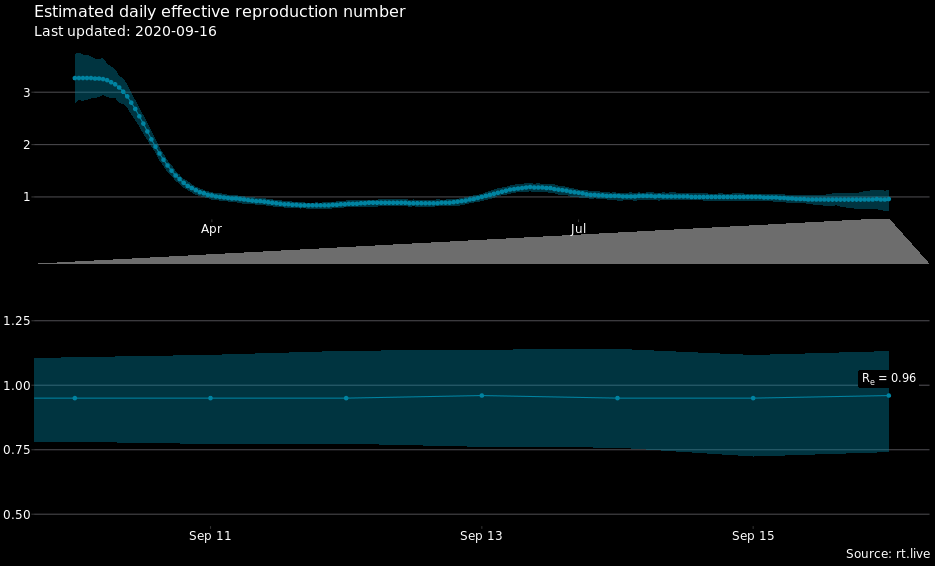 Estimated daily effective reproduction number
Last updated: 2020-09-16
3
2
1
Apr
Jul
1.25
1.00
0.75
0.50
Re = 0.96
Sep 11
Sep 13
Sep 15
Source: rt.live